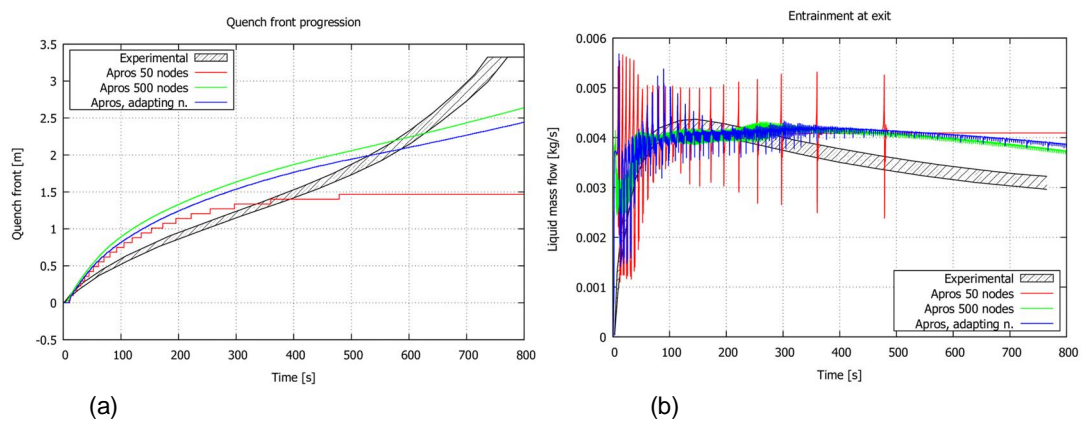 Quench front progression
3.5
3
2.5
2
1.5
1
0.5
0
-0.5
Quench front [m]
Experimental
Apros 50 nodes
Apros 500 nodes
Apros, adapting n.
0 100 200 300 400 500 600 700 800
Time [s]
(a)
Entrainment at exit
0.006
0.005
0.004
0.003
0.002
0.001
0
Liquid mass flow [kg/s]
Experimental
Apros 50 nodes
Apros 500 nodes
Apros, adapting n.
0 100 200 300 400 500 600 700 800
Time [s]
(b)